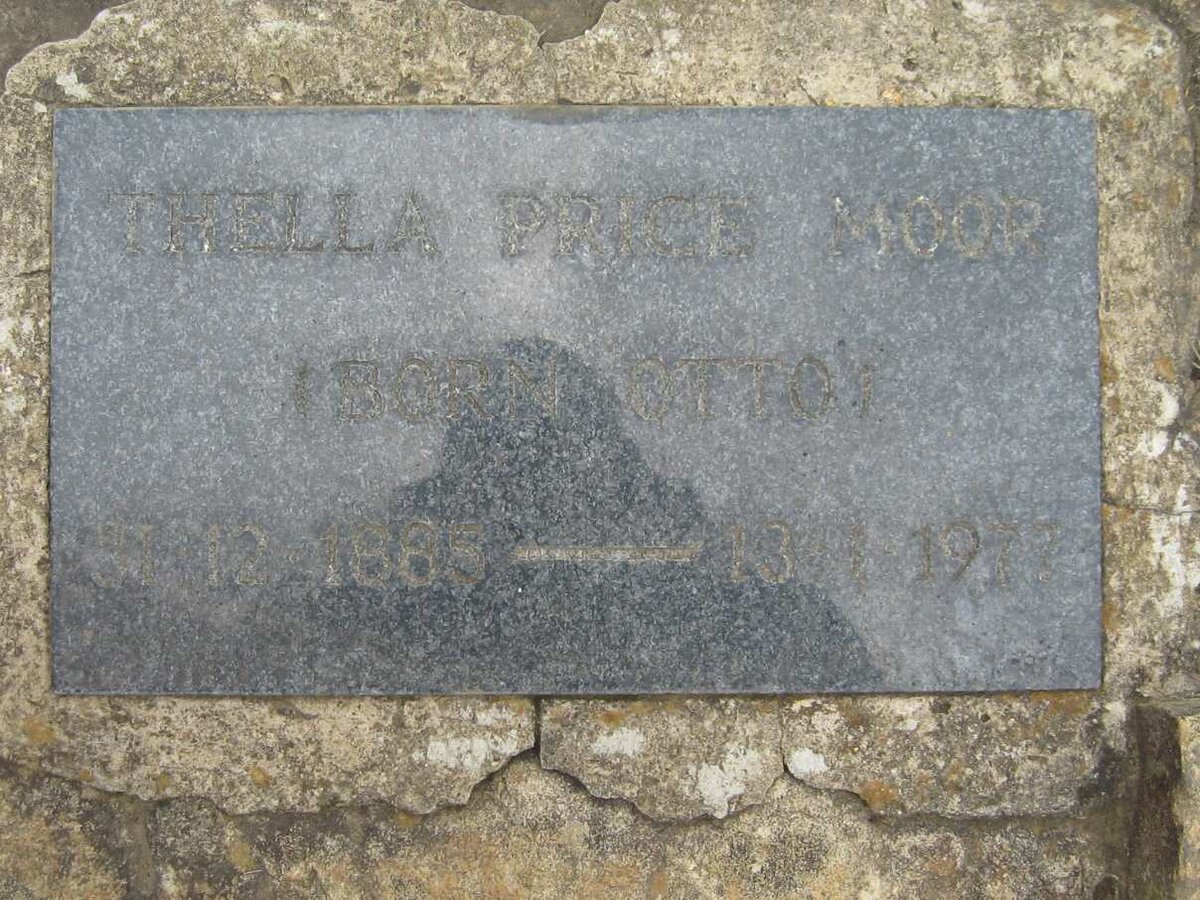 THELLA PRICE MOOR
(BORN OTTO)
31·12·1885 — 13·1·1977